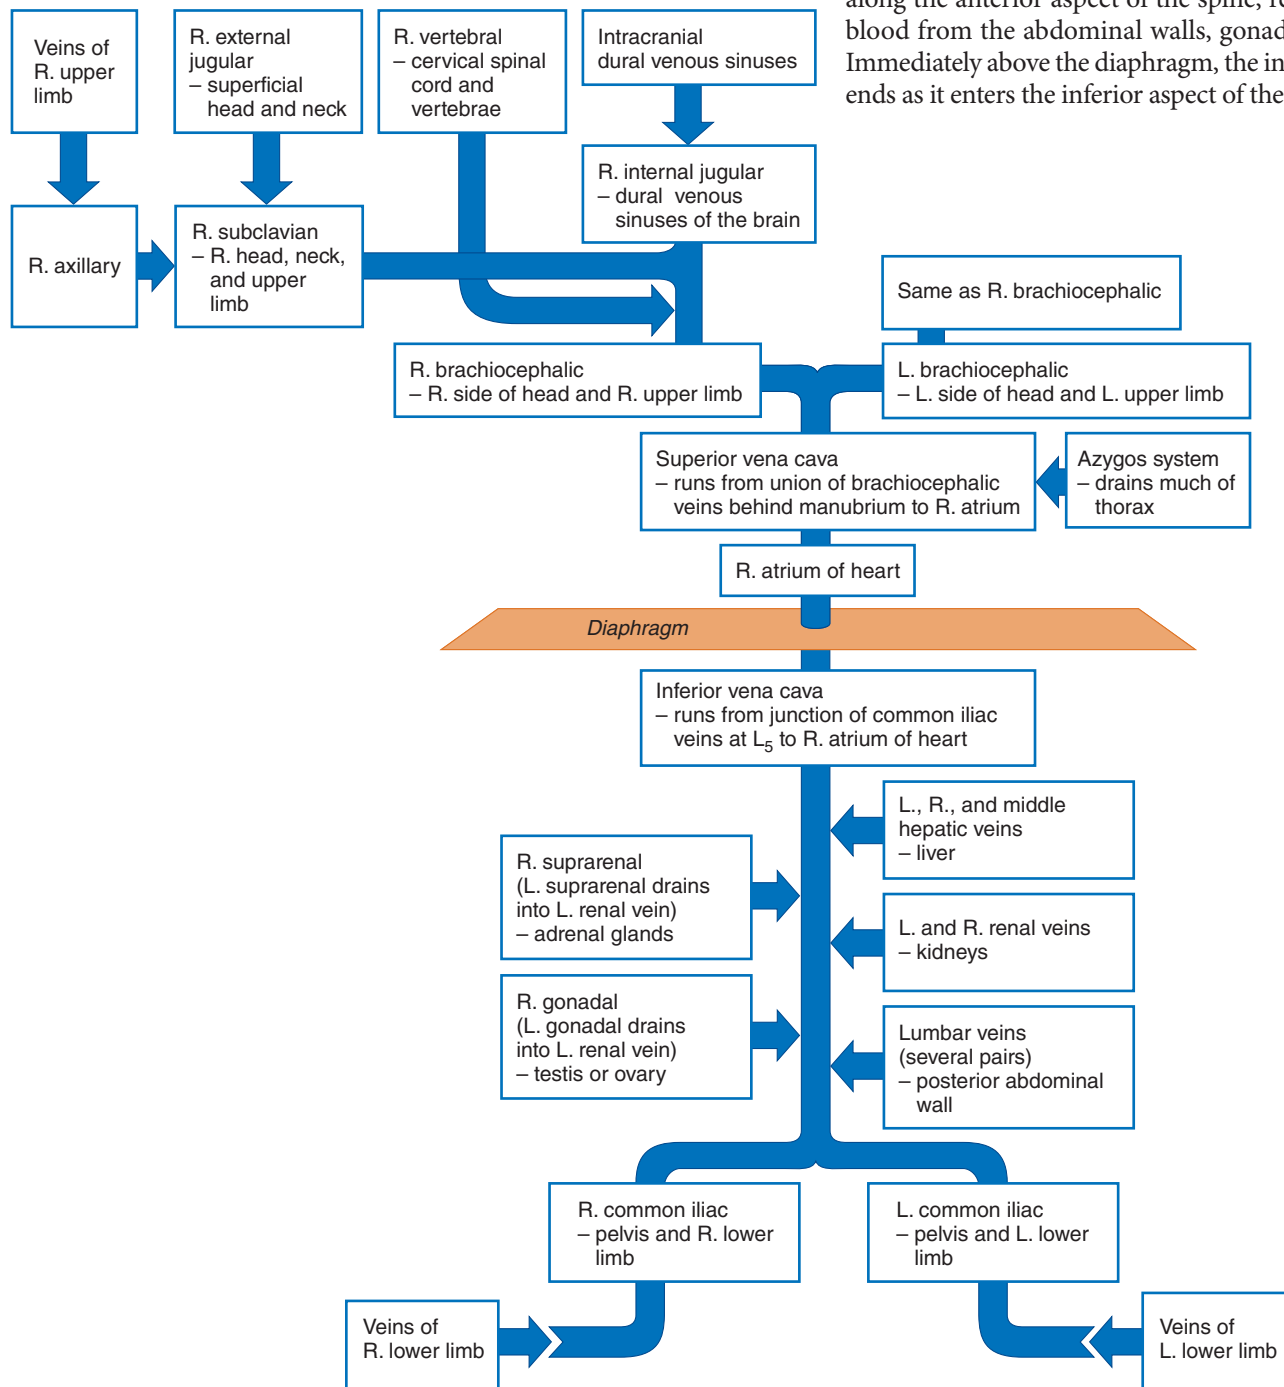 along the anterior aspect of the spine,
blood from the abdominal walls,
Immediately above the diaphragm, the
ends as it enters the inferior aspect of the
Veins of
R. upper
limb
R. external
jugular
– superficial
head and neck
R. vertebral
– cervical spinal
cord and
vertebrae
Intracranial
dural venous sinuses
R. internal jugular
– dural venous
sinuses of the brain
R. axillary
R. subclavian
– R. head, neck,
and upper
limb
Same as R. brachiocephalic
R. brachiocephalic
– R. side of head and R. upper limb
L. brachiocephalic
– L. side of head and L. upper limb
Superior vena cava
– runs from union of brachiocephalic
veins behind manubrium to R. atrium
Azygos system
– drains much of
thorax
R. atrium of heart
Diaphragm
Inferior vena cava
– runs from junction of common iliac
veins at L5 to R. atrium of heart
L., R., and middle
hepatic veins
– liver
R. suprarenal
(L. suprarenal drains
into L. renal vein)
– adrenal glands
L. and R. renal veins
– kidneys
R. gonadal
(L. gonadal drains
into L. renal vein)
– testis or ovary
Lumbar veins
(several pairs)
– posterior abdominal
wall
R. common iliac
– pelvis and R. lower
limb
L. common iliac
– pelvis and L. lower
limb
Veins of
R. lower limb
Veins of
L. lower limb